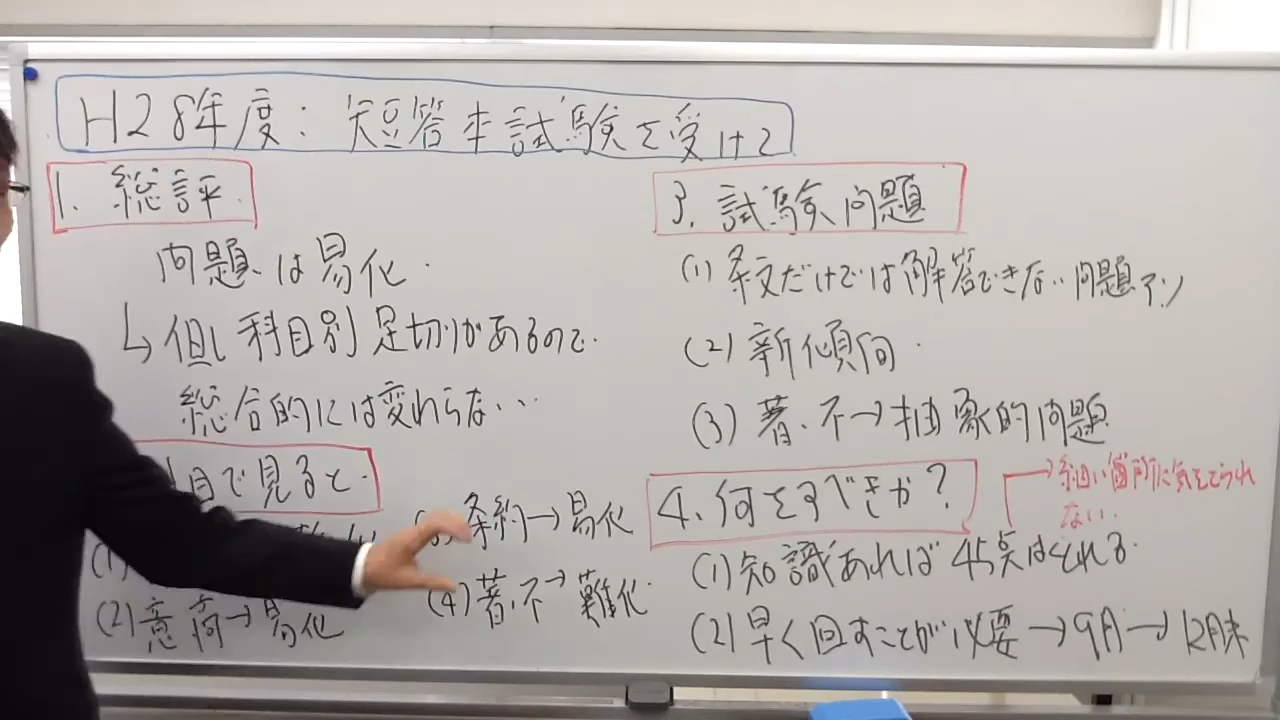 H28年度：短答本試験を受けて
1. 総評
問題は易化.
↳但し科目別足切りがあるので.
総合的には変わらな…
目で見ると.
(1)
(2)意商→易化
条約→易化
(4)著.不→難化.
3. 試験問題
(1)条文だけでは解答できない問題アリ
(2)新傾向.
(3)著.不→抽象的問題
4. 何をすべきか？
→細い箇所に気をとられ
ない.
(1)知識あれば45点はとれる.
(2)早く回すことが必要→9月→12月末